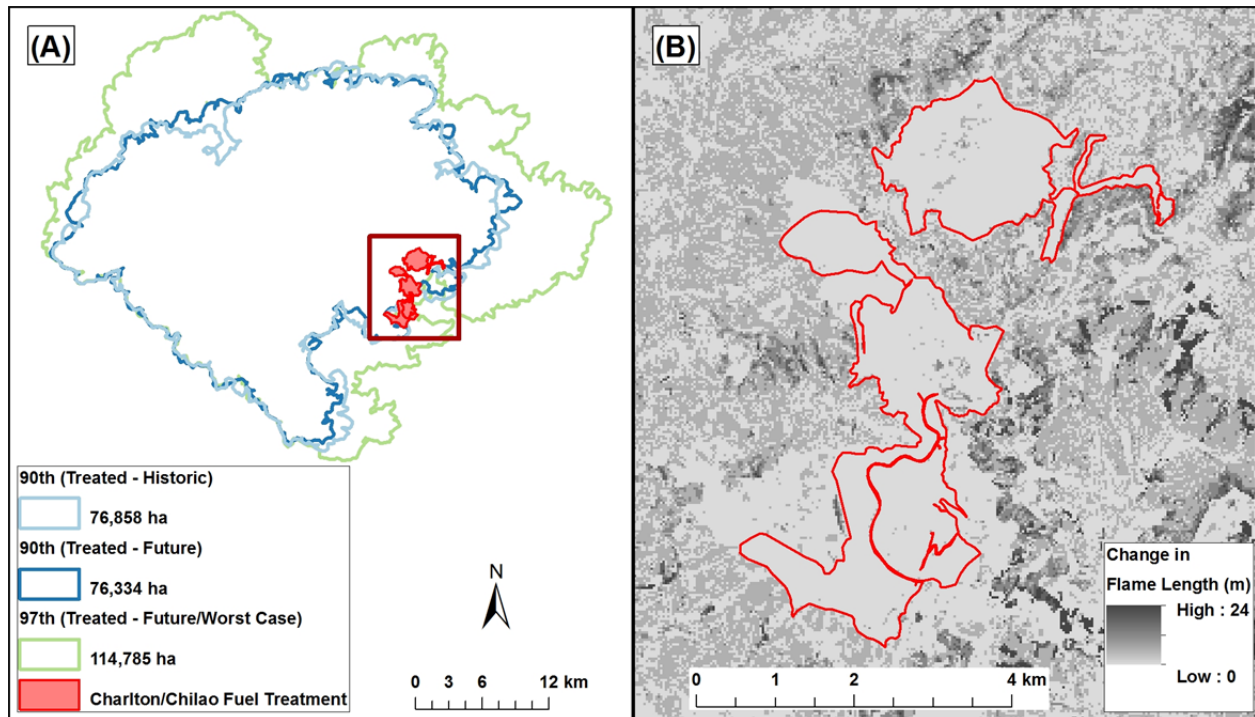 (A)
90th (Treated - Historic)
76,858 ha
90th (Treated - Future)
76,334 ha
97th (Treated - Future/Worst Case)
114,785 ha
Charlton/Chilao Fuel Treatment
N
0 3 6 12 km
(B)
0 1 2 4 km
Change in
Flame Length (m)
High : 24
Low : 0